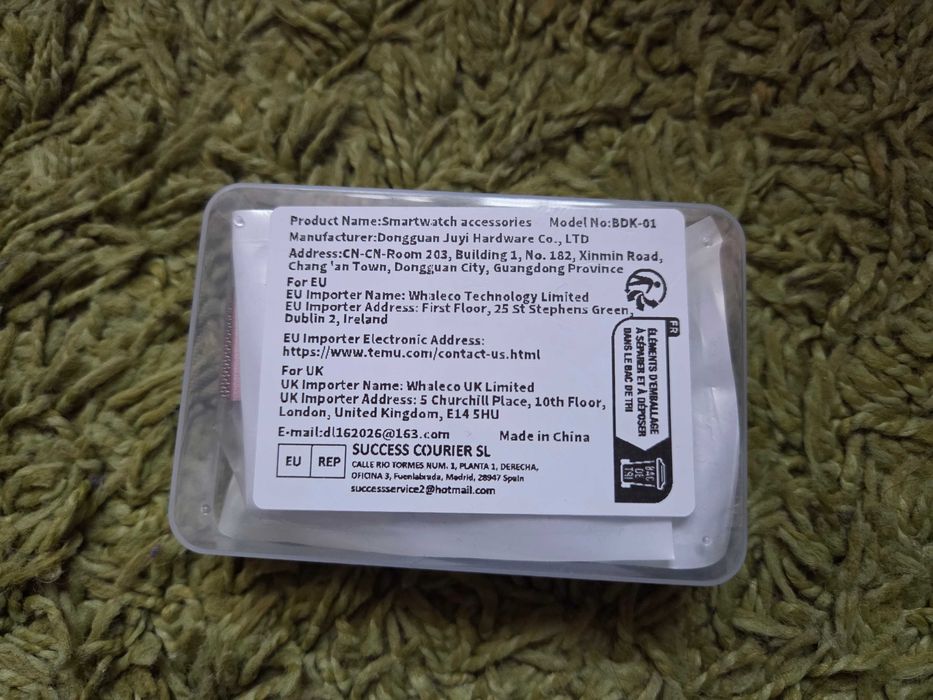 Product Name:Smartwatch accessories Model No:BDK-01
Manufacturer:Dongguan Juyi Hardware Co., LTD
Address:CN-CN-Room 203, Building 1, No. 182, Xinmin Road,
Chang 'an Town, Dongguan City, Guangdong Province
For EU
EU Importer Name: Whaleco Technology Limited
EU Importer Address: First Floor, 25 St Stephens Green,
Dublin 2, Ireland
EU Importer Electronic Address:
https://www.temu.com/contact-us.html
For UK
UK Importer Name: Whaleco UK Limited
UK Importer Address: 5 Churchill Place, 10th Floor,
London, United Kingdom, E14 5HU
E-mail:dl162026@163.com Made in China
EU REP
SUCCESS COURIER SL
CALLE RIO TORMES NUM. 1, PLANTA 1, DERECHA,
OFICINA 3, Fuenlabrada, Madrid, 28947 Spain
successservice2@hotmail.com
FR
ÉLÉMENTS D'EMBALLAGE
À SÉPARER ET À DÉPOSER
DANS LE BAC DE TRI
BAC
DE
TRI